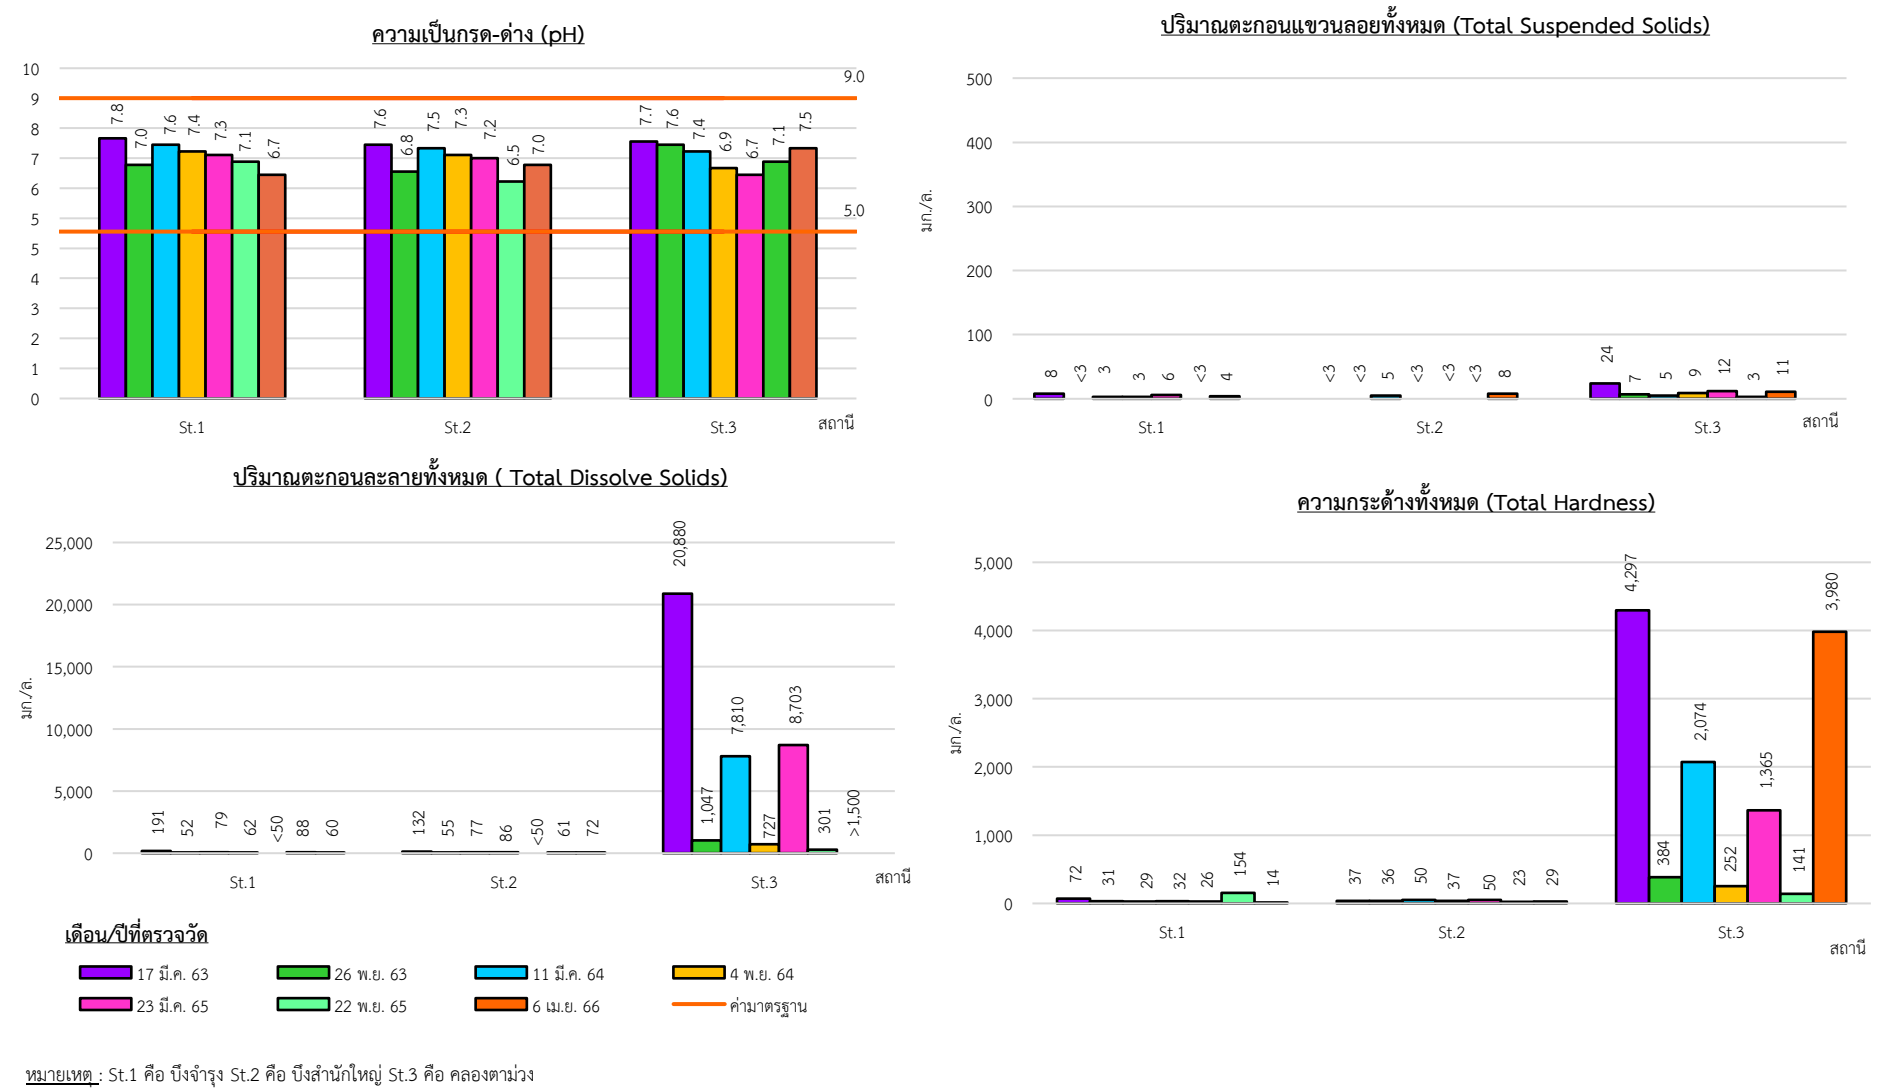 ความเป็นกรด-ด่าง (pH)
10
9
8
7
6
5
5
4
3
2
1
0
9.0
5.0
7.8 7.0 7.6 7.4 7.3 7.1 6.7
7.6 6.8 7.5 7.3 7.2 6.5 7.0
7.7 7.6 7.4 6.9 6.7 7.1 7.5
St.1 St.2 St.3 สถานี
ปริมาณตะกอนแขวนลอยทั้งหมด (Total Suspended Solids)
มก./ล.
500
400
300
200
100
0
8 <3 3 3 6 <3 4
<3 <3 5 <3 <3 <3 8
24 7 5 9 12 3 11
St.1 St.2 St.3 สถานี
ปริมาณตะกอนละลายทั้งหมด ( Total Dissolve Solids)
มก./ล.
25,000
20,000
15,000
10,000
5,000
0
191 52 79 62 <50 88 60
132 55 77 86 <50 61 72
20,880 1,047 7,810 727 8,703 301 >1,500
St.1 St.2 St.3 สถานี
ความกระด้างทั้งหมด (Total Hardness)
มก./ล.
5,000
4,000
3,000
2,000
1,000
0
72 31 29 32 26 154 14
37 36 50 37 50 23 29
4,297 384 2,074 252 1,365 141 3,980
St.1 St.2 St.3
สถานี
เดือน/ปีที่ตรวจวัด
17 มี.ค. 63 26 พ.ย. 63 11 มี.ค. 64 4 พ.ย. 64
23 มี.ค. 65 22 พ.ย. 65 6 เม.ย. 66 ค่ามาตรฐาน
หมายเหตุ : St.1 คือ บึงจำรุง St.2 คือ บึงสำนักใหญ่ St.3 คือ คลองตาม่วง